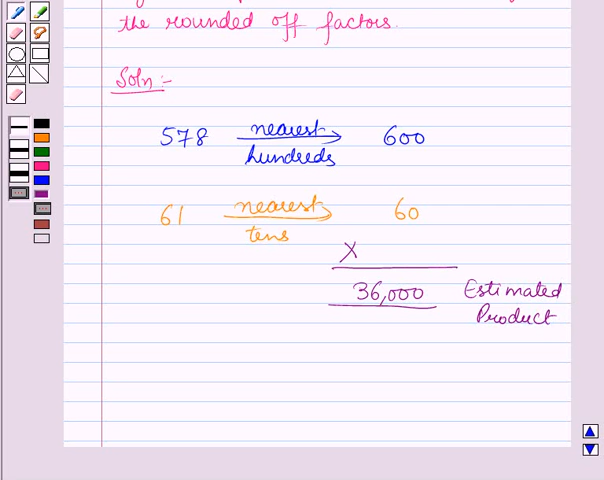 the rounded off factors.
Soln:-
578 nearest hundreds 600
61 nearest tens 60
X
36,000 Estimated Product